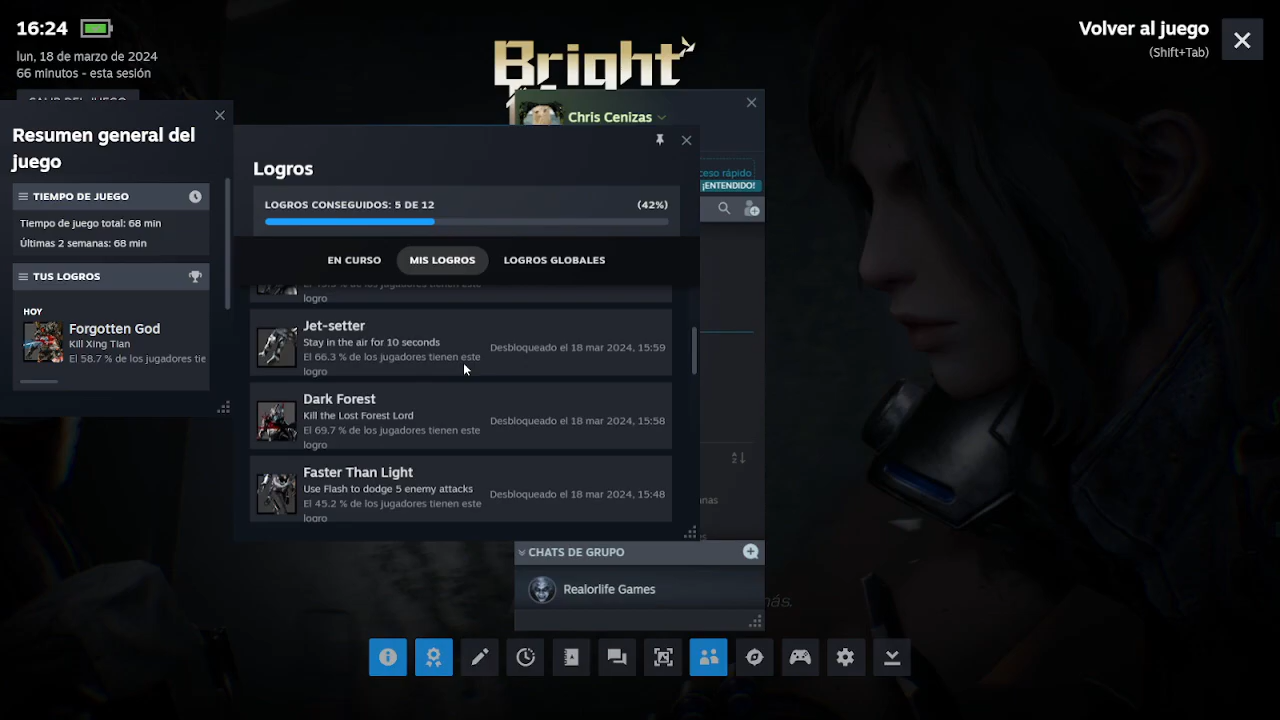 16:24
lun, 18 de marzo de 2024
66 minutos - esta sesión
SALIR DEL JUEGO
Bright
Volver al juego
(Shift+Tab)
Resumen general del
juego
TIEMPO DE JUEGO
Tiempo de juego total: 68 min
Últimas 2 semanas: 68 min
TUS LOGROS
HOY
Forgotten God
Kill Xing Tian
El 58.7 % de los jugadores tie
Chris Cenizas
ceso rápido
¡ENTENDIDO!
Logros
LOGROS CONSEGUIDOS: 5 DE 12
(42%)
EN CURSO
MIS LOGROS
LOGROS GLOBALES
logro
Jet-setter
Stay in the air for 10 seconds
El 66.3 % de los jugadores tienen este
logro
Desbloqueado el 18 mar 2024, 15:59
Dark Forest
Kill the Lost Forest Lord
El 69.7 % de los jugadores tienen este
logro
Desbloqueado el 18 mar 2024, 15:58
Faster Than Light
Use Flash to dodge 5 enemy attacks
El 45.2 % de los jugadores tienen este
logro
Desbloqueado el 18 mar 2024, 15:48
nas
CHATS DE GRUPO
Realorlife Games
más.